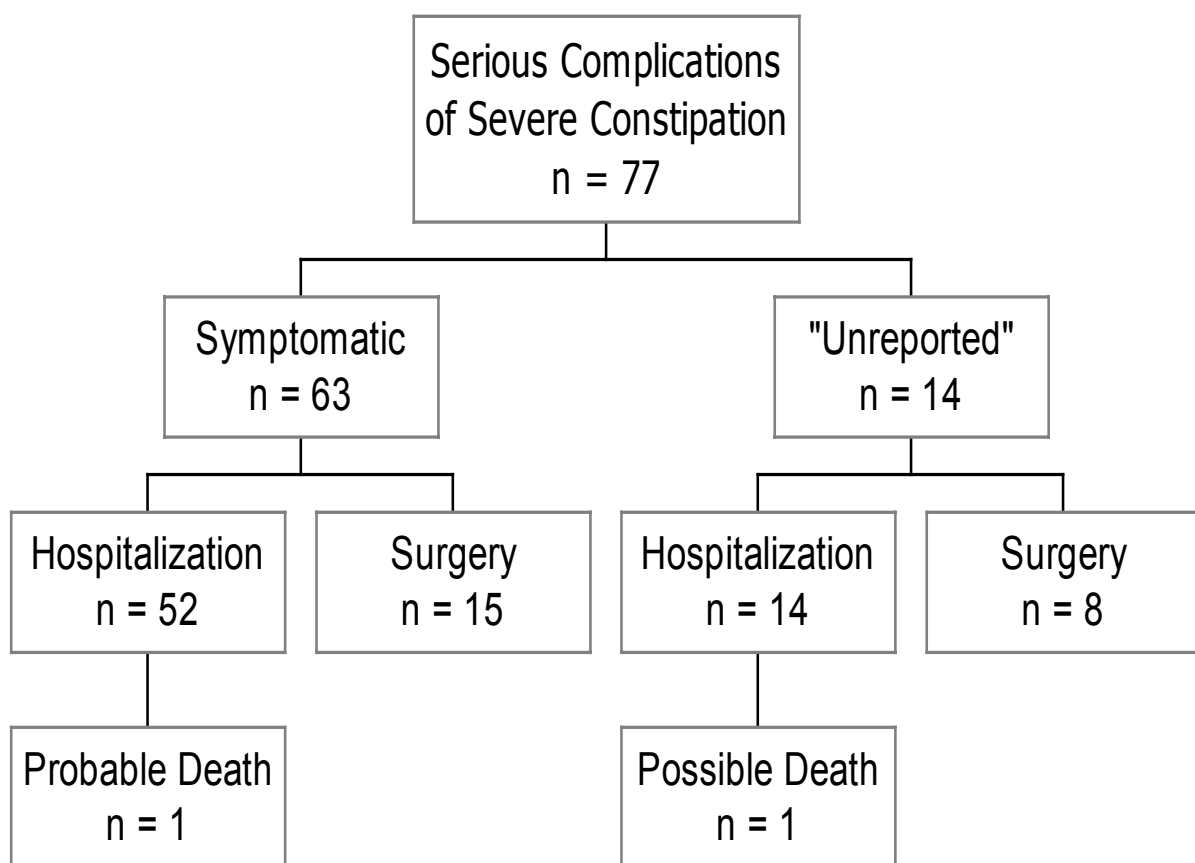 Serious Complications
of Severe Constipation
n = 77
Symptomatic
n = 63
"Unreported"
n = 14
Hospitalization
n = 52
Surgery
n = 15
Hospitalization
n = 14
Surgery
n = 8
Probable Death
n = 1
Possible Death
n = 1